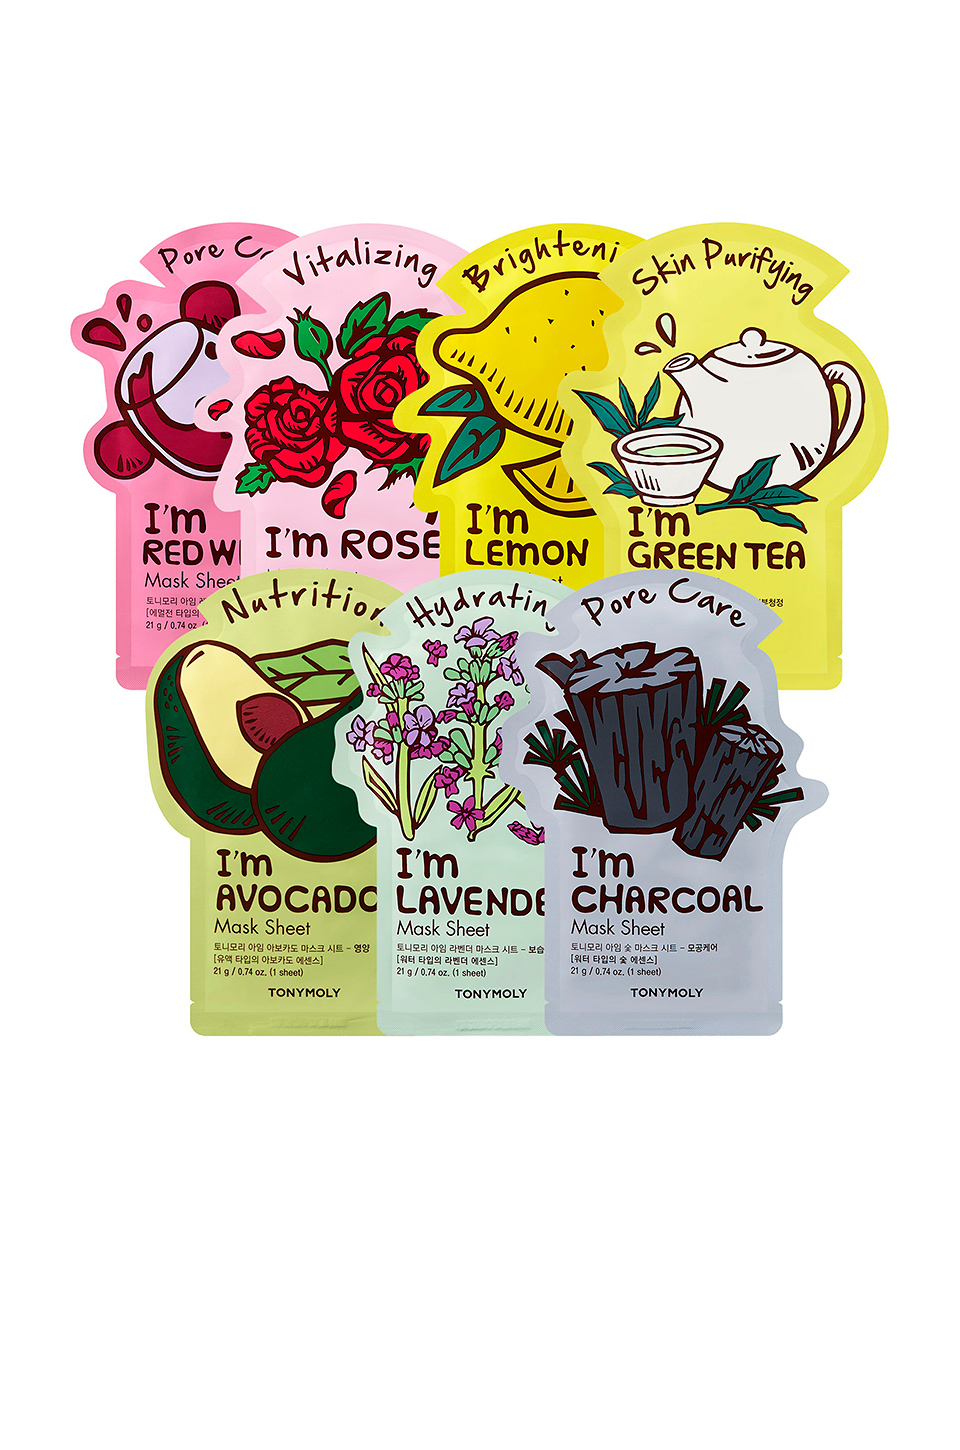 Pore C
I'm
RED WI
Mask Sheet
토니모리 아임
[에멀전 타입의
21 g / 0.74 oz.
Vitalizing
I'm ROSE
Brighteni
I'm
LEMON
Skin Purifying
I'm
GREEN TEA
부청정
Nutrition
I'm
AVOCADO
Mask Sheet
토니모리 아임 아보카도 마스크 시트 – 영양
[유액 타입의 아보카도 에센스]
21 g / 0.74 oz. (1 sheet)
TONYMOLY
Hydrating
I'm
LAVENDE
Mask Sheet
토니모리 아임 라벤더 마스크 시트 – 보습
[워터 타입의 라벤더 에센스]
21 g / 0.74 oz. (1 sheet)
TONYMOLY
Pore Care
I'm
CHARCOAL
Mask Sheet
토니모리 아임 숯 마스크 시트 – 모공케어
[워터 타입의 숯 에센스]
21 g / 0.74 oz. (1 sheet)
TONYMOLY